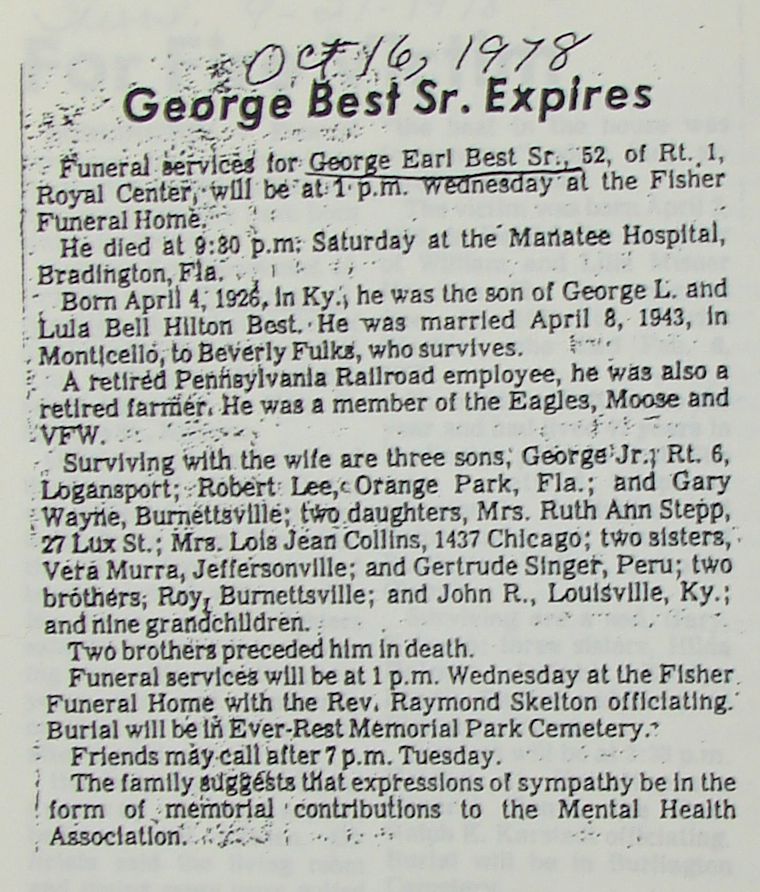 Oct 16, 1978
George Best Sr. Expires
Funeral services for George Earl Best Sr., 52, of Rt. 1,
Royal Center, will be at 1 p.m. Wednesday at the Fisher
Funeral Home.
He died at 9:30 p.m. Saturday at the Manatee Hospital,
Bradington, Fla.
Born April 4, 1926, in Ky., he was the son of George L. and
Lula Bell Hilton Best. He was married April 8, 1943, in
Monticello, to Beverly Fulks, who survives.
A retired Pennsylvania Railroad employee, he was also a
retired farmer. He was a member of the Eagles, Moose and
VFW.
Surviving with the wife are three sons, George Jr., Rt. 6,
Logansport; Robert Lee, Orange Park, Fla.; and Gary
Wayne, Burnettsville; two daughters, Mrs. Ruth Ann Stepp,
27 Lux St.; Mrs. Lois Jean Collins, 1437 Chicago; two sisters,
Vera Murra, Jeffersonville; and Gertrude Singer, Peru; two
brothers, Roy, Burnettsville; and John R., Louisville, Ky.;
and nine grandchildren.
Two brothers preceded him in death.
Funeral services will be at 1 p.m. Wednesday at the Fisher
Funeral Home with the Rev. Raymond Skelton officiating.
Burial will be in Ever-Rest Memorial Park Cemetery.
Friends may call after 7 p.m. Tuesday.
The family suggests that expressions of sympathy be in the
form of memorial contributions to the Mental Health
Association.